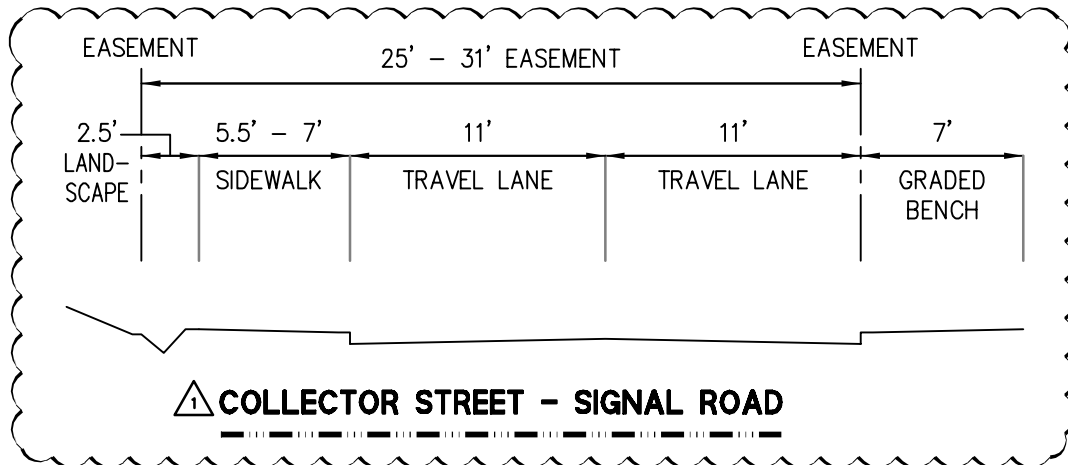 EASEMENT
EASEMENT
25' - 31' EASEMENT
2.5'
LAND-
SCAPE
5.5' - 7'
SIDEWALK
11'
TRAVEL LANE
11'
TRAVEL LANE
7'
GRADED
BENCH
1 COLLECTOR STREET - SIGNAL ROAD